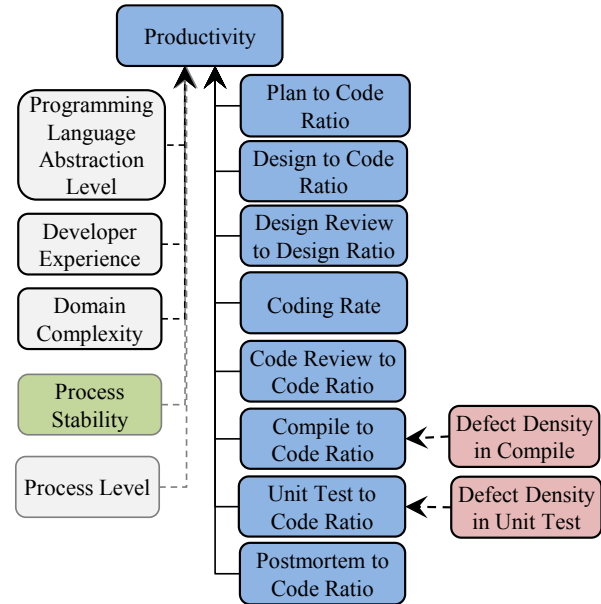 Productivity
Programming
Language
Abstraction
Level
Developer
Experience
Domain
Complexity
Process
Stability
Process Level
Plan to Code
Ratio
Design to Code
Ratio
Design Review
to Design Ratio
Coding Rate
Code Review to
Code Ratio
Compile to
Code Ratio
Unit Test to
Code Ratio
Postmortem to
Code Ratio
Defect Density
in Compile
Defect Density
in Unit Test